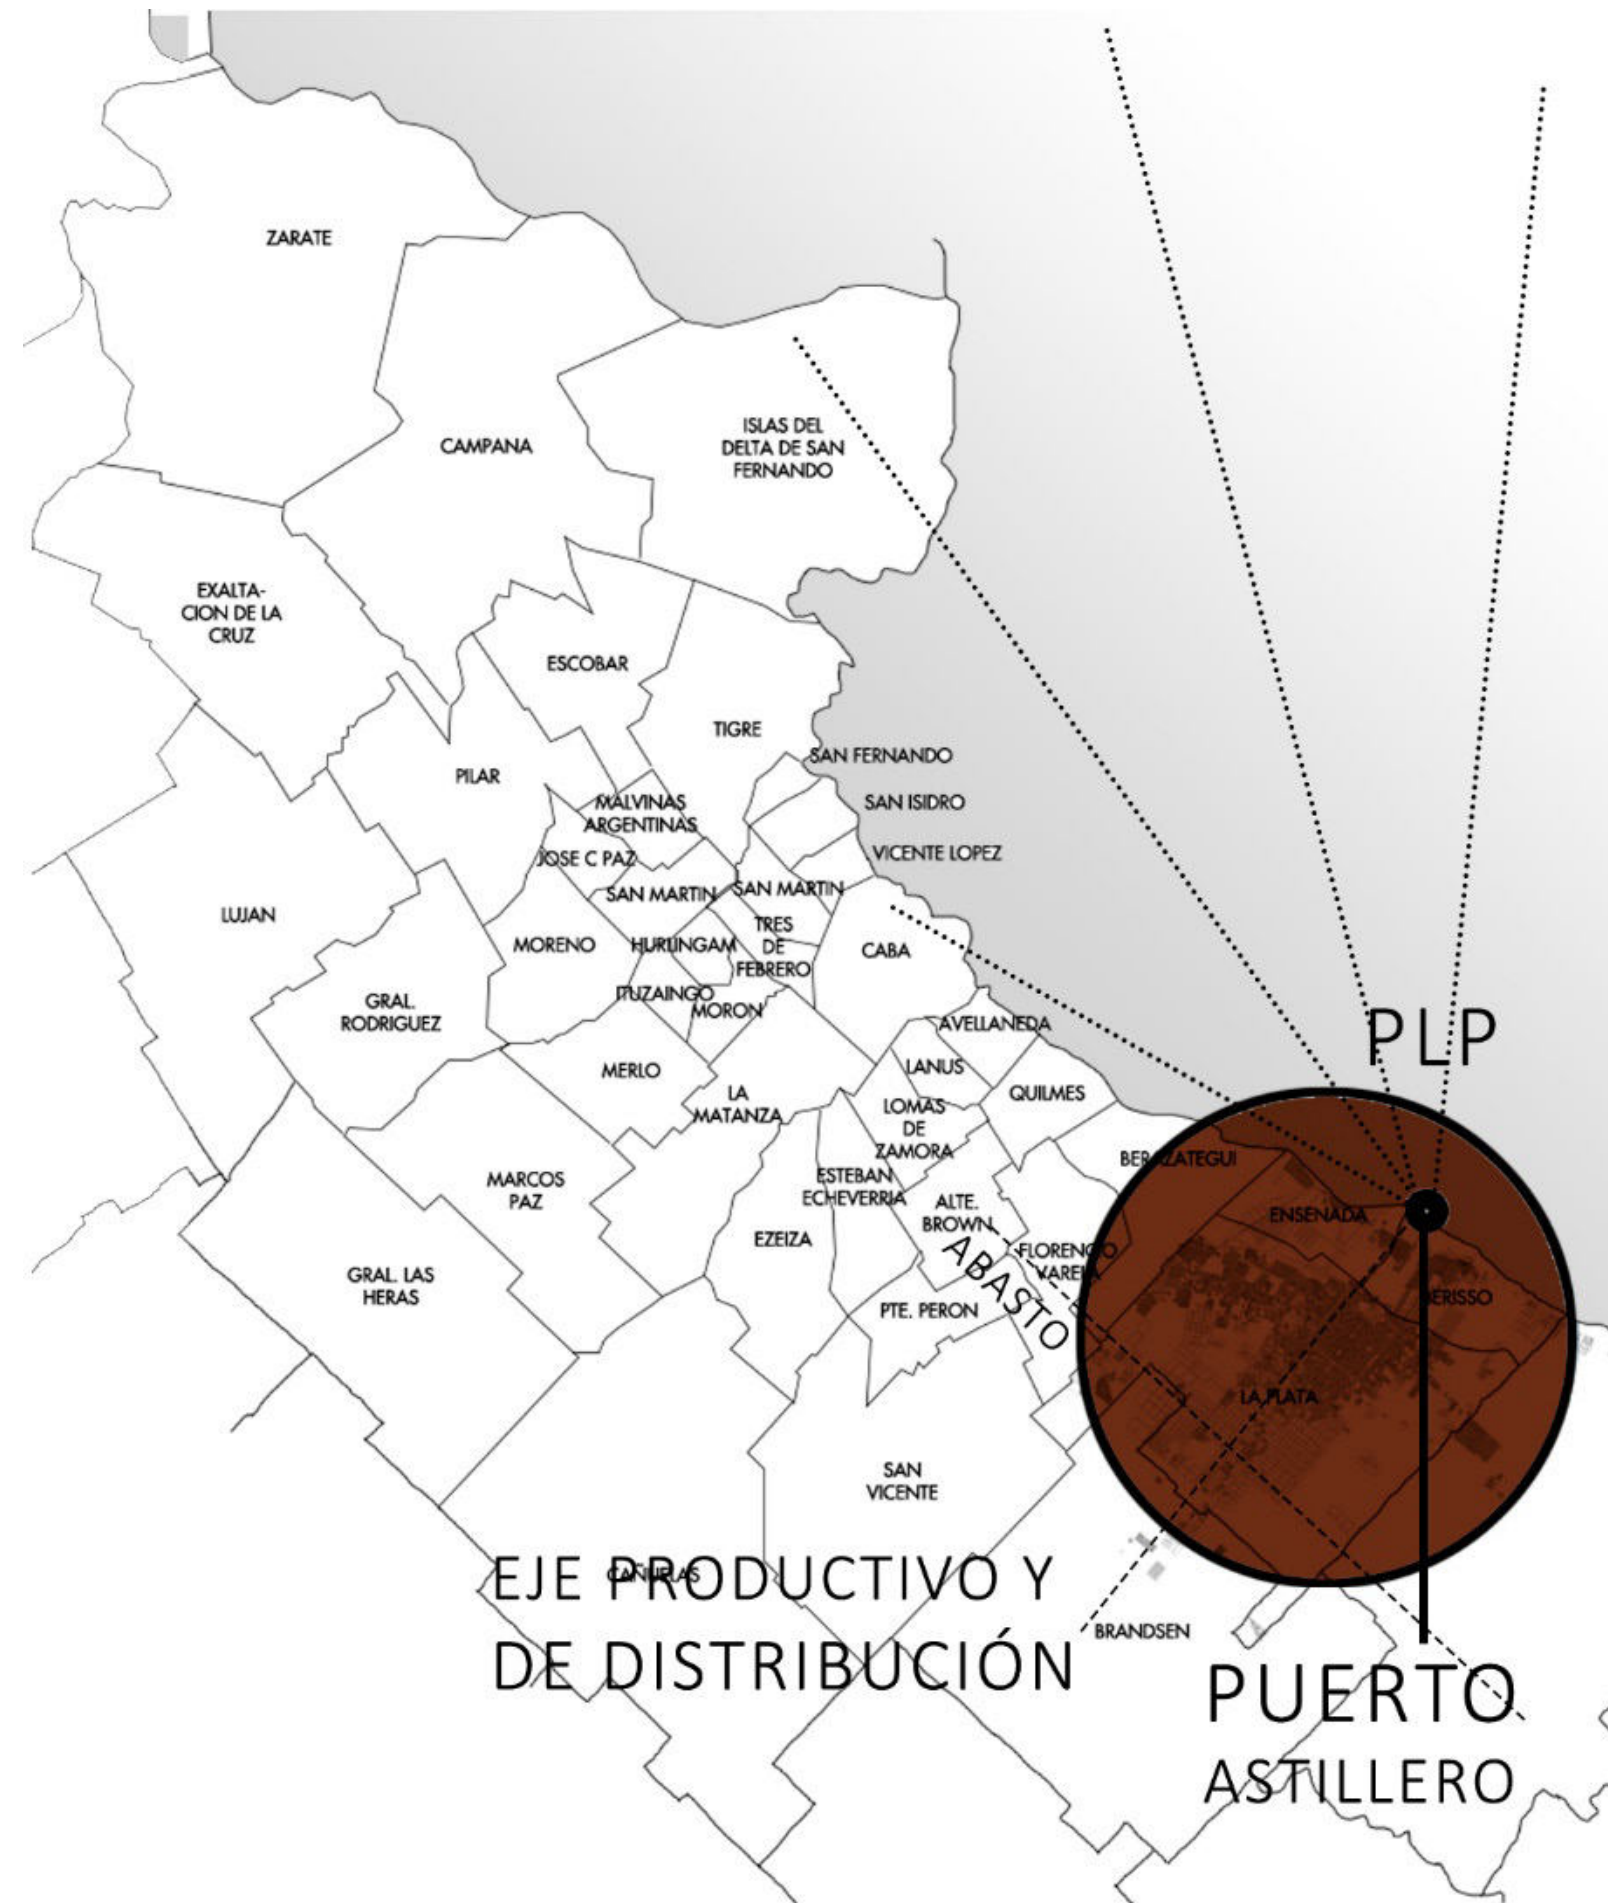 ZARATE
CAMPANA
ISLAS DEL
DELTA DE SAN
FERNANDO
EXALTA-
CION DE LA
CRUZ
ESCOBAR
TIGRE
SAN FERNANDO
PILAR
MALVINAS
ARGENTINAS
SAN ISIDRO
JOSE C PAZ
VICENTE LOPEZ
SAN MARTIN
SAN MARTIN
LUJAN
MORENO
HURLINGAM
TRES
DE
FEBRERO
CABA
GRAL.
RODRIGUEZ
ITUZAINGO
MORON
AVELLANEDA
PLP
MERLO
LANUS
LA
MATANZA
QUILMES
LOMAS
DE
ZAMORA
BERAZATEGUI
MARCOS
PAZ
ESTEBAN
ECHEVERRIA
ALTE.
BROWN
ENSENADA
EZEIZA
ABASTO
FLORENCIO
VARELA
GRAL. LAS
HERAS
PTE. PERON
BERISSO
LA PLATA
SAN
VICENTE
CAÑUELAS
EJE PRODUCTIVO Y
DE DISTRIBUCIÓN
BRANDSEN
PUERTO
ASTILLERO